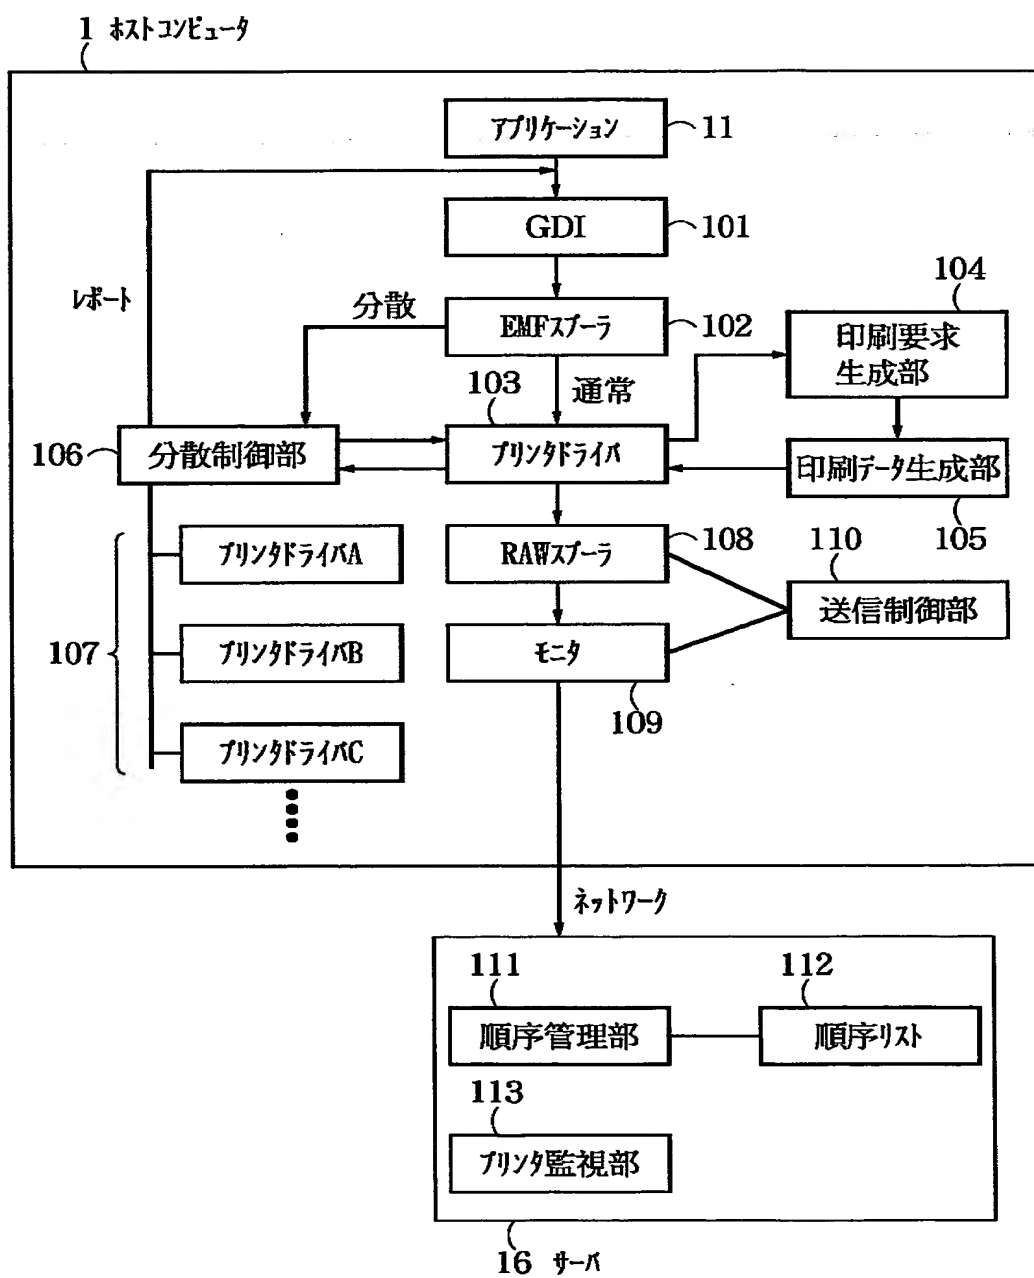 1 ホストコンピュータ
アプリケーション
11
GDI
101
レポート
分散
EMFスプーラ
102
104
印刷要求
生成部
103
通常
106
分散制御部
プリンタドライバ
印刷データ生成部
105
プリンタドライバA
RAWスプーラ
108
110
送信制御部
107
プリンタドライバB
モニタ
109
プリンタドライバC
ネットワーク
111
112
順序管理部
順序リスト
113
プリンタ監視部
16 サーバ